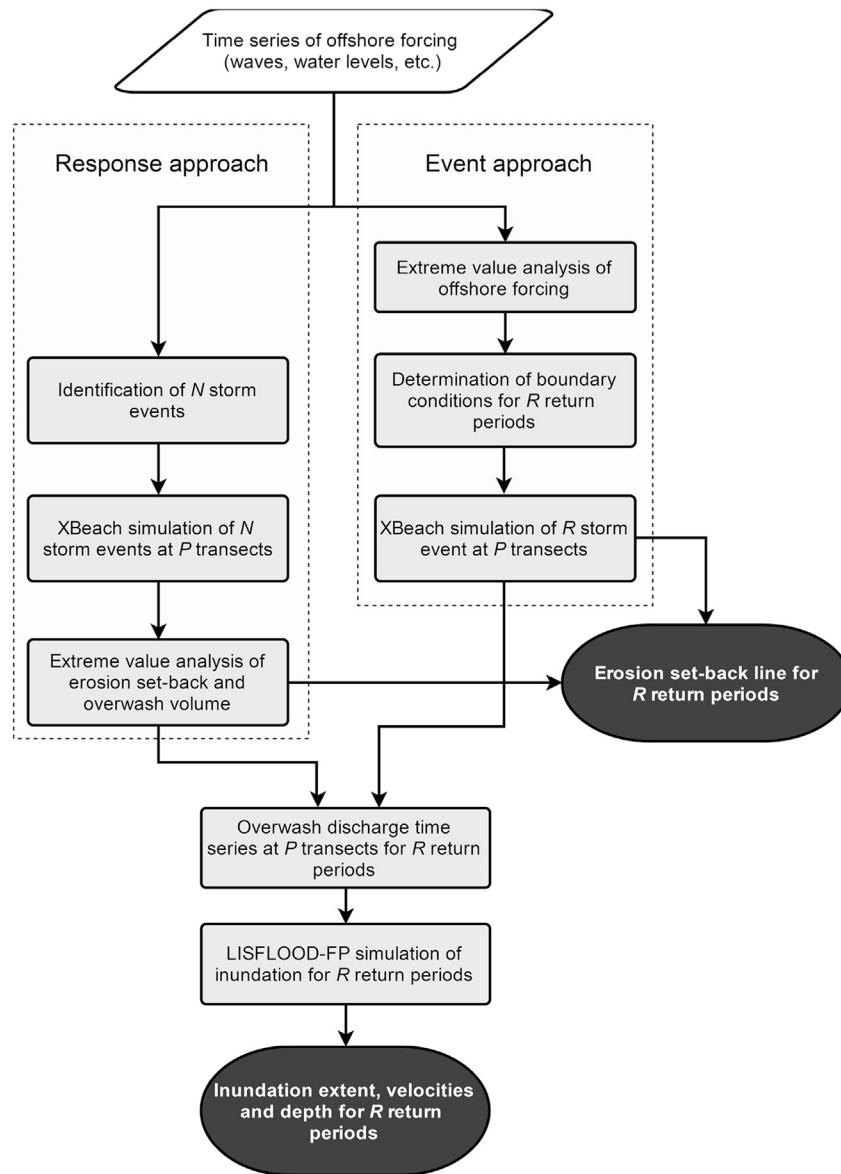 Time series of offshore forcing
(waves, water levels, etc.)
Response approach
Event approach
Extreme value analysis of
offshore forcing
Identification of N storm
events
Determination of boundary
conditions for R return
periods
XBeach simulation of N
storm events at P transects
XBeach simulation of R storm
event at P transects
Extreme value analysis of
erosion set-back and
overwash volume
Erosion set-back line for
R return periods
Overwash discharge time
series at P transects for R return
periods
LISFLOOD-FP simulation of
inundation for R return periods
Inundation extent, velocities
and depth for R return
periods